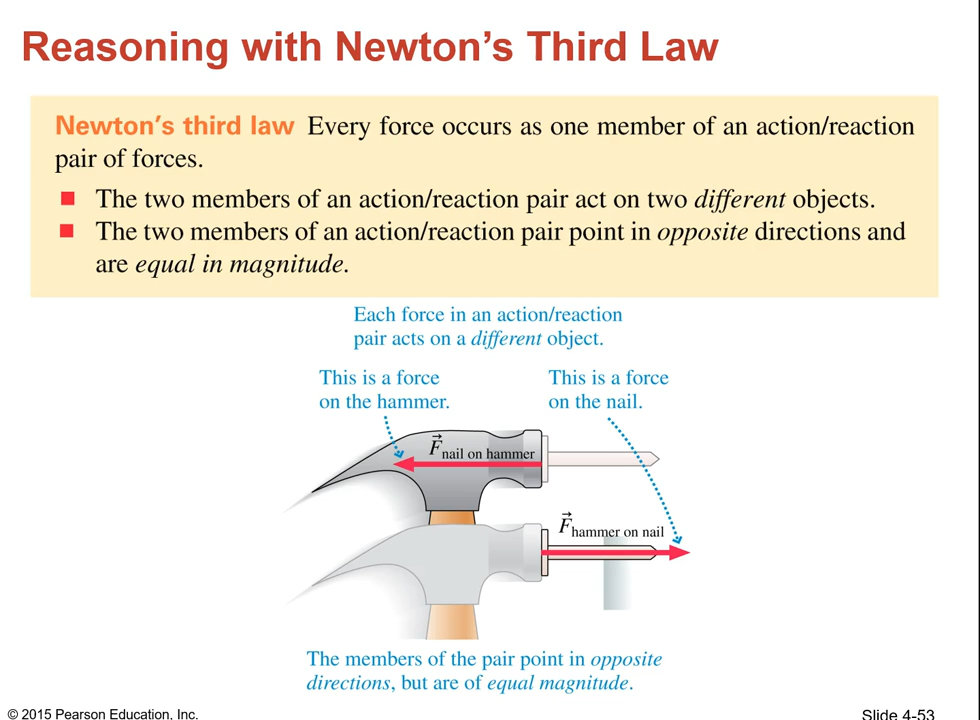 Reasoning with Newton's Third Law
Newton's third law Every force occurs as one member of an action/reaction
pair of forces.
The two members of an action/reaction pair act on two different objects.
The two members of an action/reaction pair point in opposite directions and
are equal in magnitude.
Each force in an action/reaction
pair acts on a different object.
This is a force
on the hammer.
This is a force
on the nail.
F⃗ nail on hammer
F⃗ hammer on nail
The members of the pair point in opposite
directions, but are of equal magnitude.
© 2015 Pearson Education, Inc.
Slide 4-53